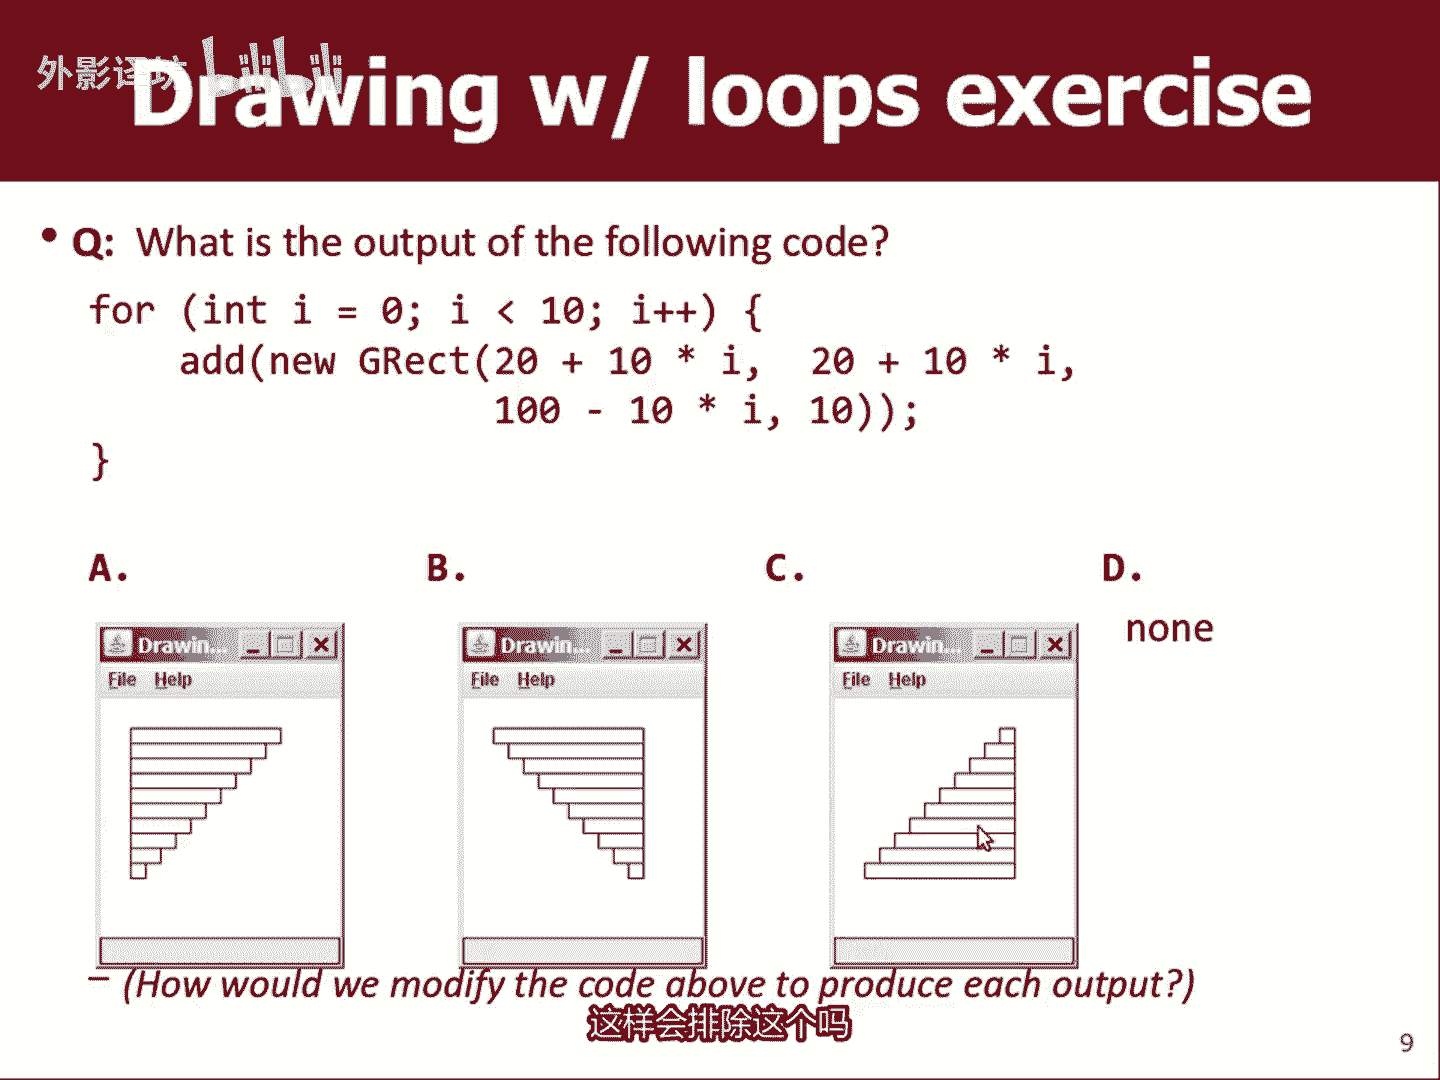 外影译坊 bilibili
Drawing w/ loops exercise
• Q: What is the output of the following code?
for (int i = 0; i < 10; i++) {
add(new GRect(20 + 10 * i, 20 + 10 * i,
100 - 10 * i, 10));
}
A. B. C. D.
none
Drawin... Drawin... Drawin...
File Help File Help File Help
– (How would we modify the code above to produce each output?)
这样会排除这个吗
9